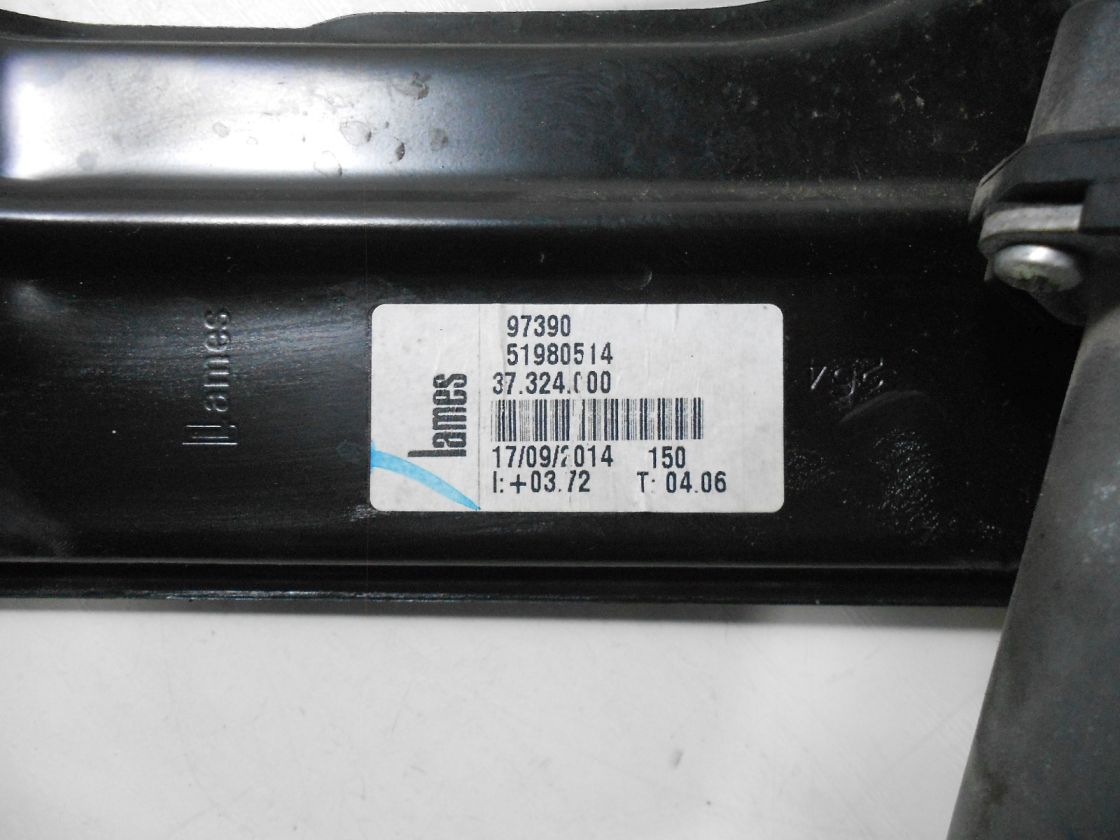 Lames
lames
97390
51980514
37.324.000
17/09/2014 150
I:+03.72 T: 04.06